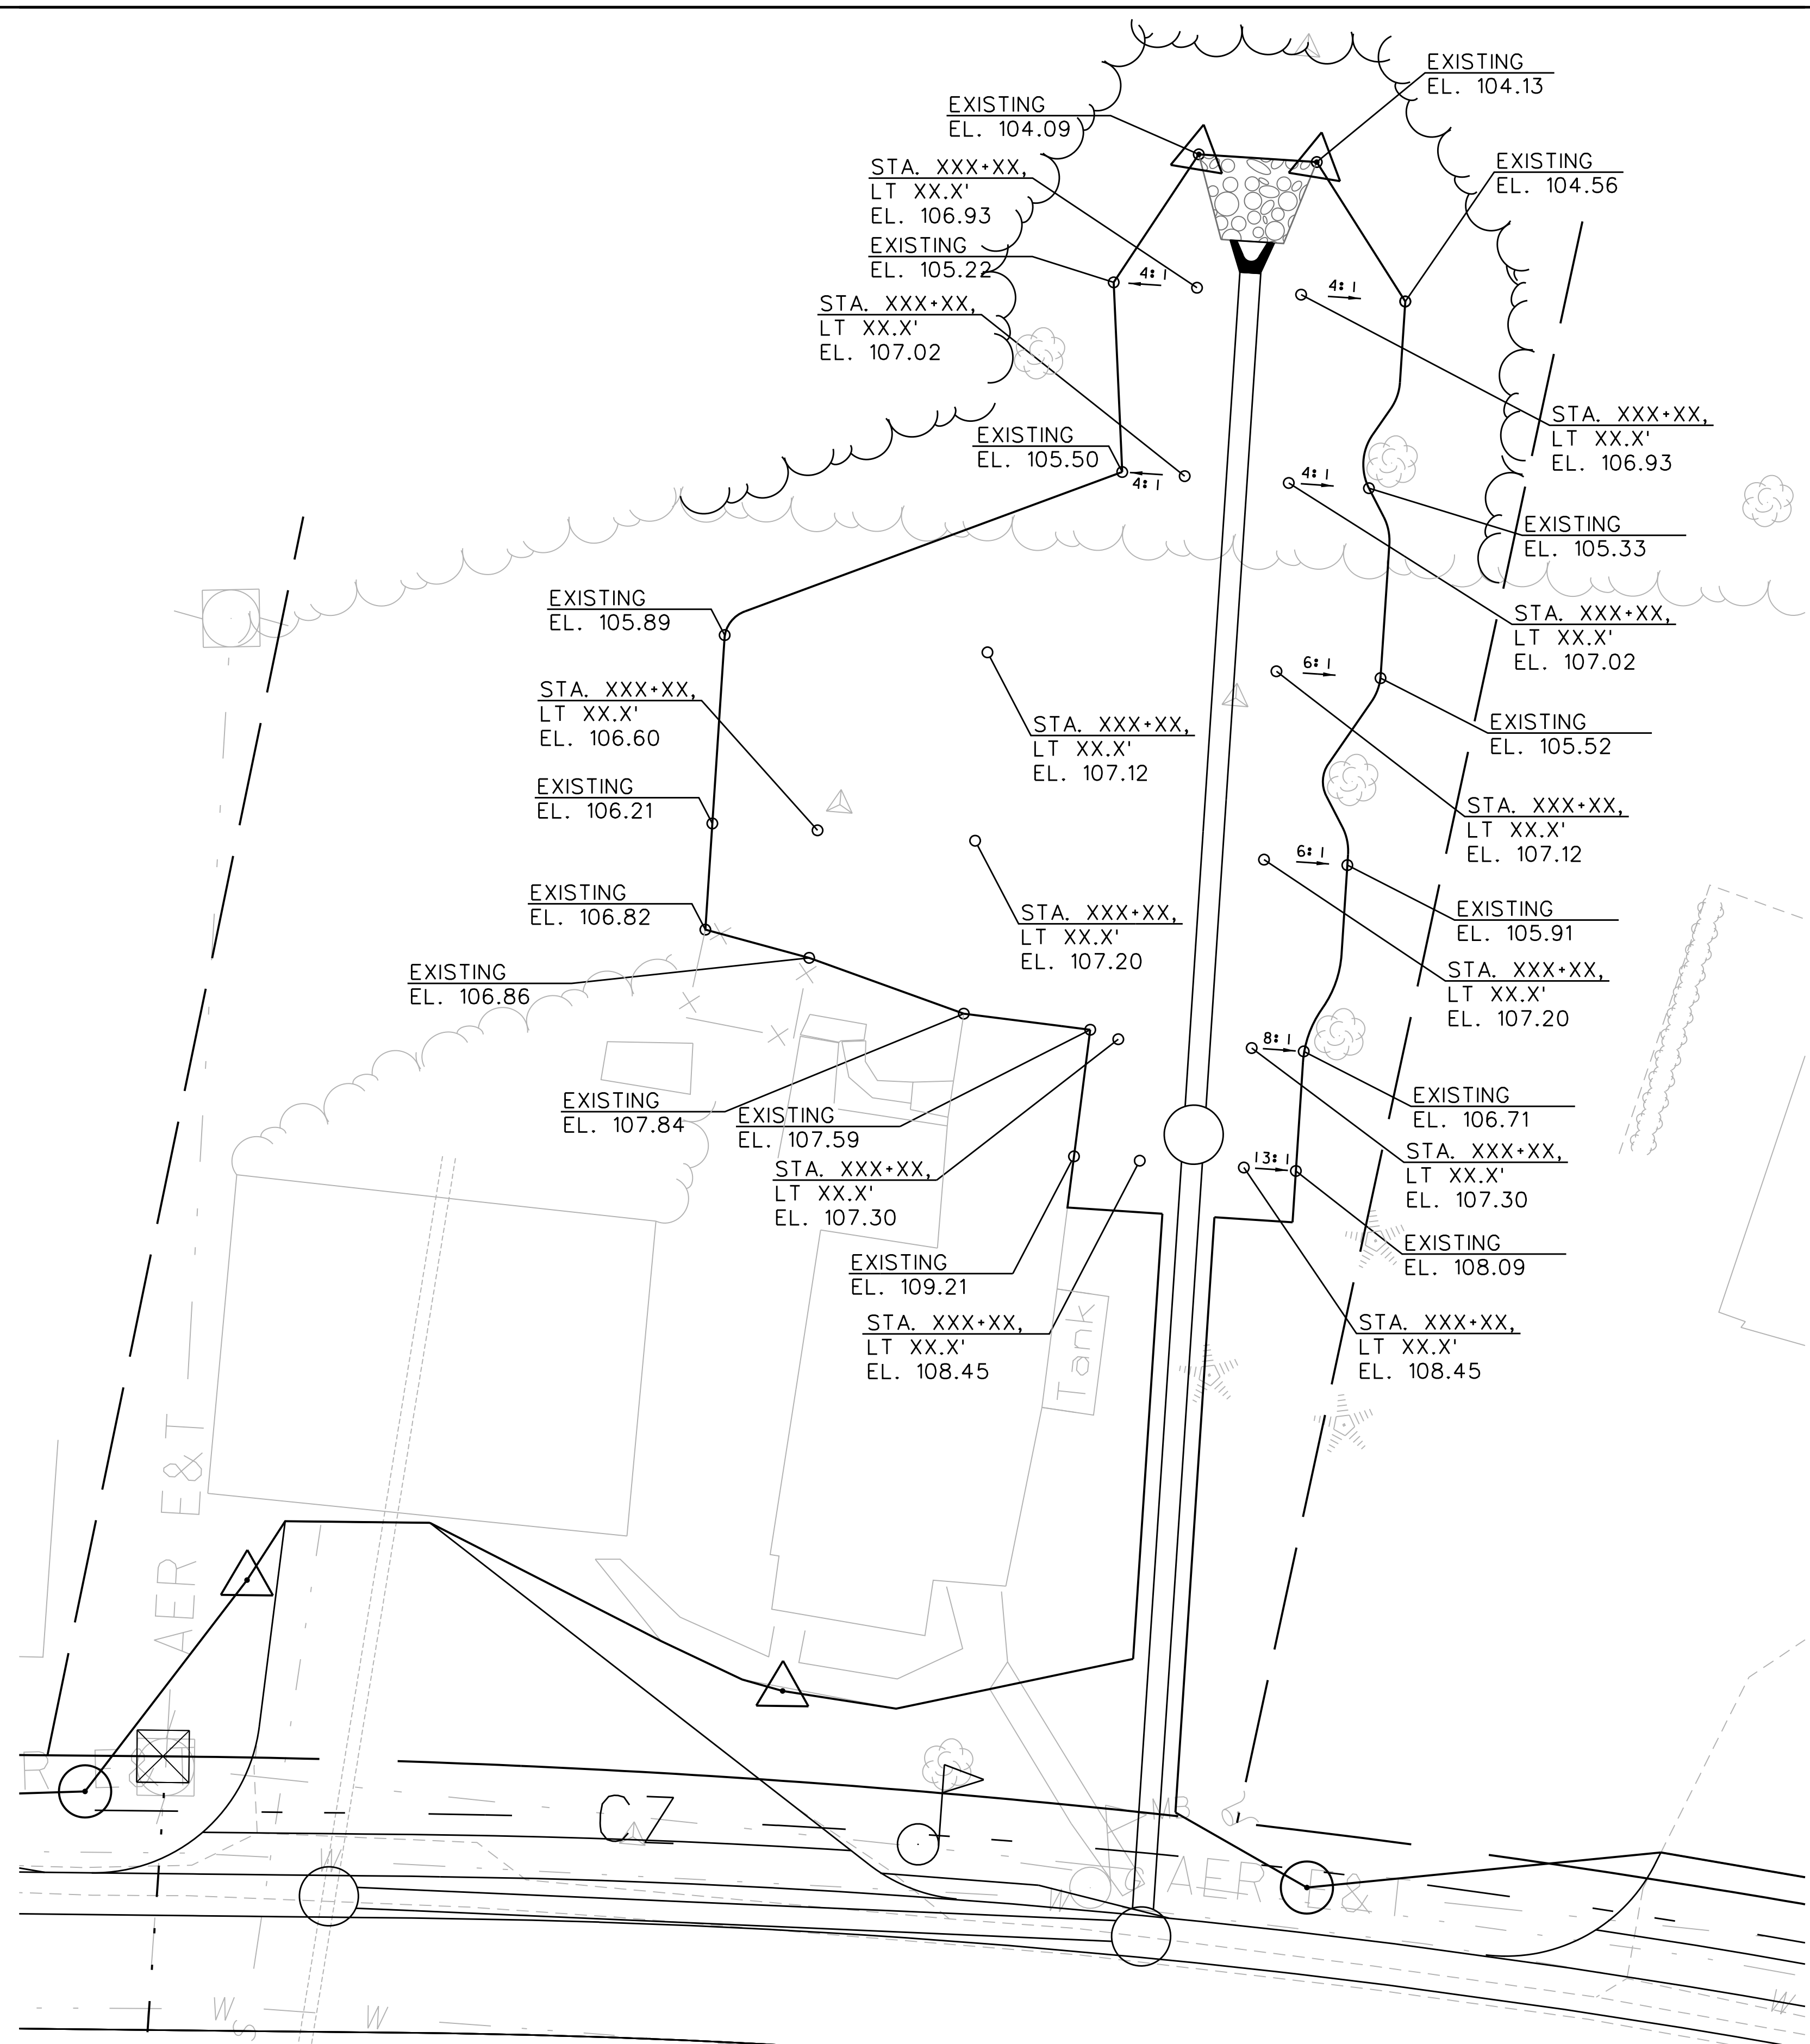 EXISTING
EL. 104.13
EXISTING
EL. 104.09
EXISTING
EL. 104.56
STA. XXX+XX,
LT XX.X'
EL. 106.93
EXISTING
EL. 105.22
4:1
4:1
STA. XXX+XX,
LT XX.X'
EL. 107.02
STA. XXX+XX,
LT XX.X'
EL. 106.93
EXISTING
EL. 105.50
4:1
4:1
EXISTING
EL. 105.33
EXISTING
EL. 105.89
STA. XXX+XX,
LT XX.X'
EL. 107.02
6:1
STA. XXX+XX,
LT XX.X'
EL. 106.60
STA. XXX+XX,
LT XX.X'
EL. 107.12
EXISTING
EL. 105.52
EXISTING
EL. 106.21
STA. XXX+XX,
LT XX.X'
EL. 107.12
6:1
EXISTING
EL. 106.82
STA. XXX+XX,
LT XX.X'
EL. 107.20
EXISTING
EL. 105.91
EXISTING
EL. 106.86
STA. XXX+XX,
LT XX.X'
EL. 107.20
8:1
EXISTING
EL. 107.84
EXISTING
EL. 107.59
EXISTING
EL. 106.71
STA. XXX+XX,
LT XX.X'
EL. 107.30
13:1
STA. XXX+XX,
LT XX.X'
EL. 107.30
EXISTING
EL. 109.21
EXISTING
EL. 108.09
STA. XXX+XX,
LT XX.X'
EL. 108.45
Tank
STA. XXX+XX,
LT XX.X'
EL. 108.45
AER E&T
R E&T
C7
MB
W
W
G AER E&T
W
W
S
W